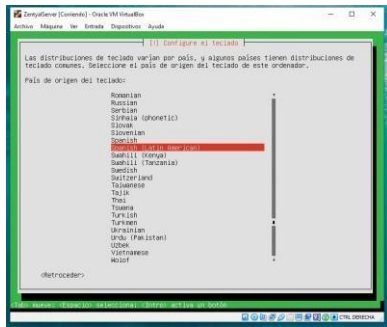 ZentyalServer [Corriendo] - Oracle VM VirtualBox
Archivo Máquina Ver Entrada Dispositivos Ayuda
[!] Configure el teclado
Las distribuciones de teclado varían por país, y algunos países tienen distribuciones de
teclado comunes. Seleccione el país de origen del teclado de este ordenador.
País de origen del teclado:
Romanian
Russian
Serbian
Sinhala (phonetic)
Slovak
Slovenian
Spanish
Spanish (Latin American)
Swahili (Kenya)
Swahili (Tanzania)
Swedish
Switzerland
Taiwanese
Tajik
Thai
Tswana
Turkish
Turkmen
Ukrainian
Urdu (Pakistan)
Uzbek
Vietnamese
Wolof
<Retroceder>
<Tab> mueve; <Espacio> selecciona; <Intro> activa un botón
CTRL DERECHA